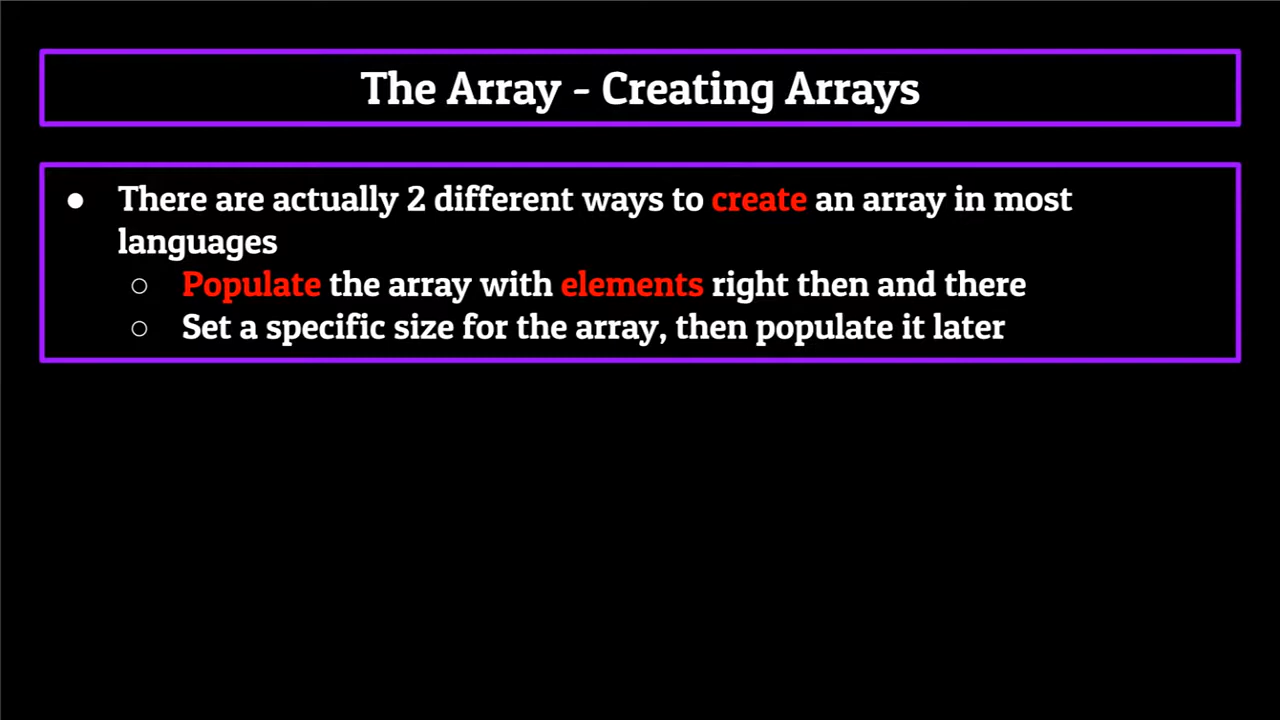 The Array - Creating Arrays
● There are actually 2 different ways to create an array in most
languages
○ Populate the array with elements right then and there
○ Set a specific size for the array, then populate it later